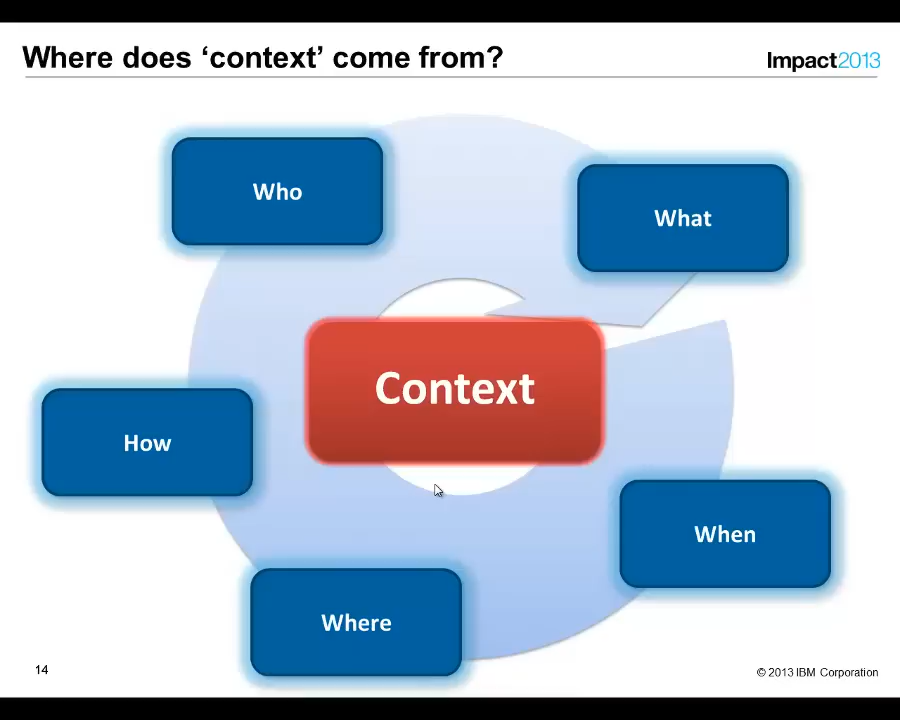 Where does ‘context’ come from?
Impact2013
Who
What
Context
How
When
Where
14
© 2013 IBM Corporation